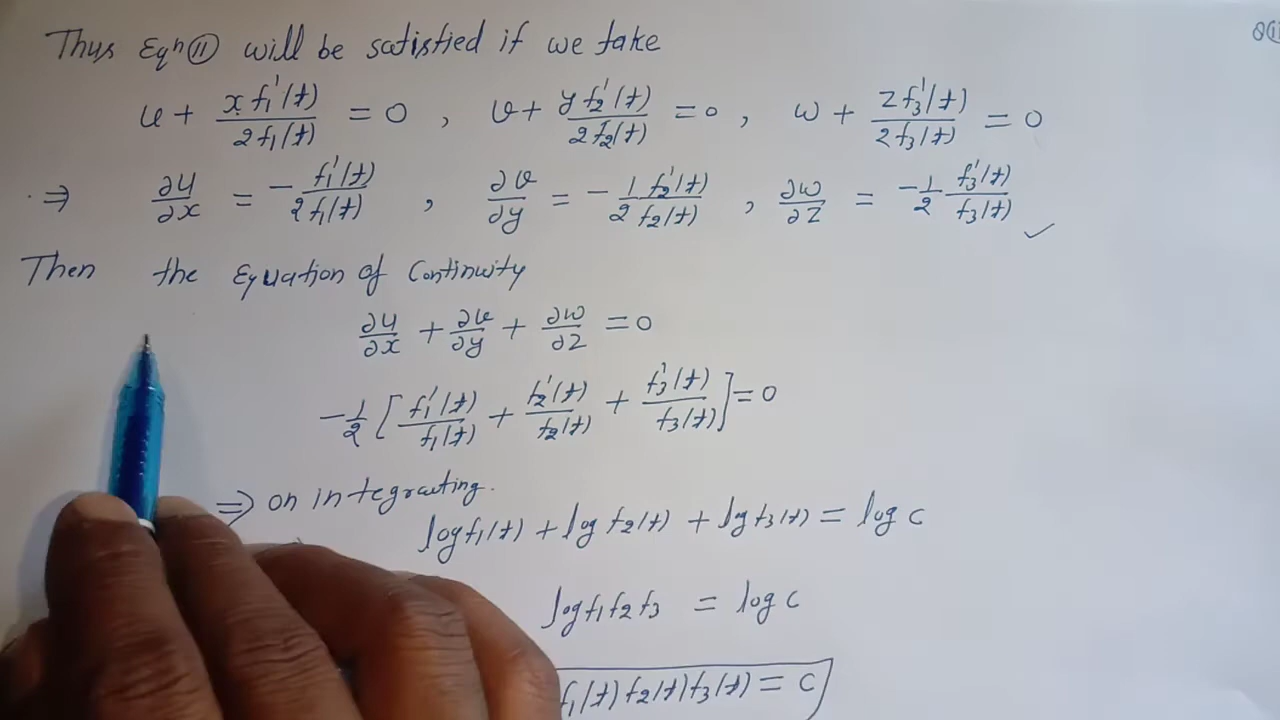 Thus Eqn ⑪ will be satisfied if we take
u + x f₁'(t) / 2f₁(t) = 0 , v + y f₂'(t) / 2f₂(t) = 0 , w + z f₃'(t) / 2f₃(t) = 0
⇒ ∂u/∂x = - f₁'(t) / 2f₁(t) , ∂v/∂y = - 1/2 f₂'(t) / f₂(t) , ∂w/∂z = - 1/2 f₃'(t) / f₃(t)
Then the Equation of Continuity
∂u/∂x + ∂v/∂y + ∂w/∂z = 0
- 1/2 [ f₁'(t) / f₁(t) + f₂'(t) / f₂(t) + f₃'(t) / f₃(t) ] = 0
⇒ on integrating.
log f₁(t) + log f₂(t) + log f₃(t) = log c
log f₁ f₂ f₃ = log c
f₁(t) f₂(t) f₃(t) = c